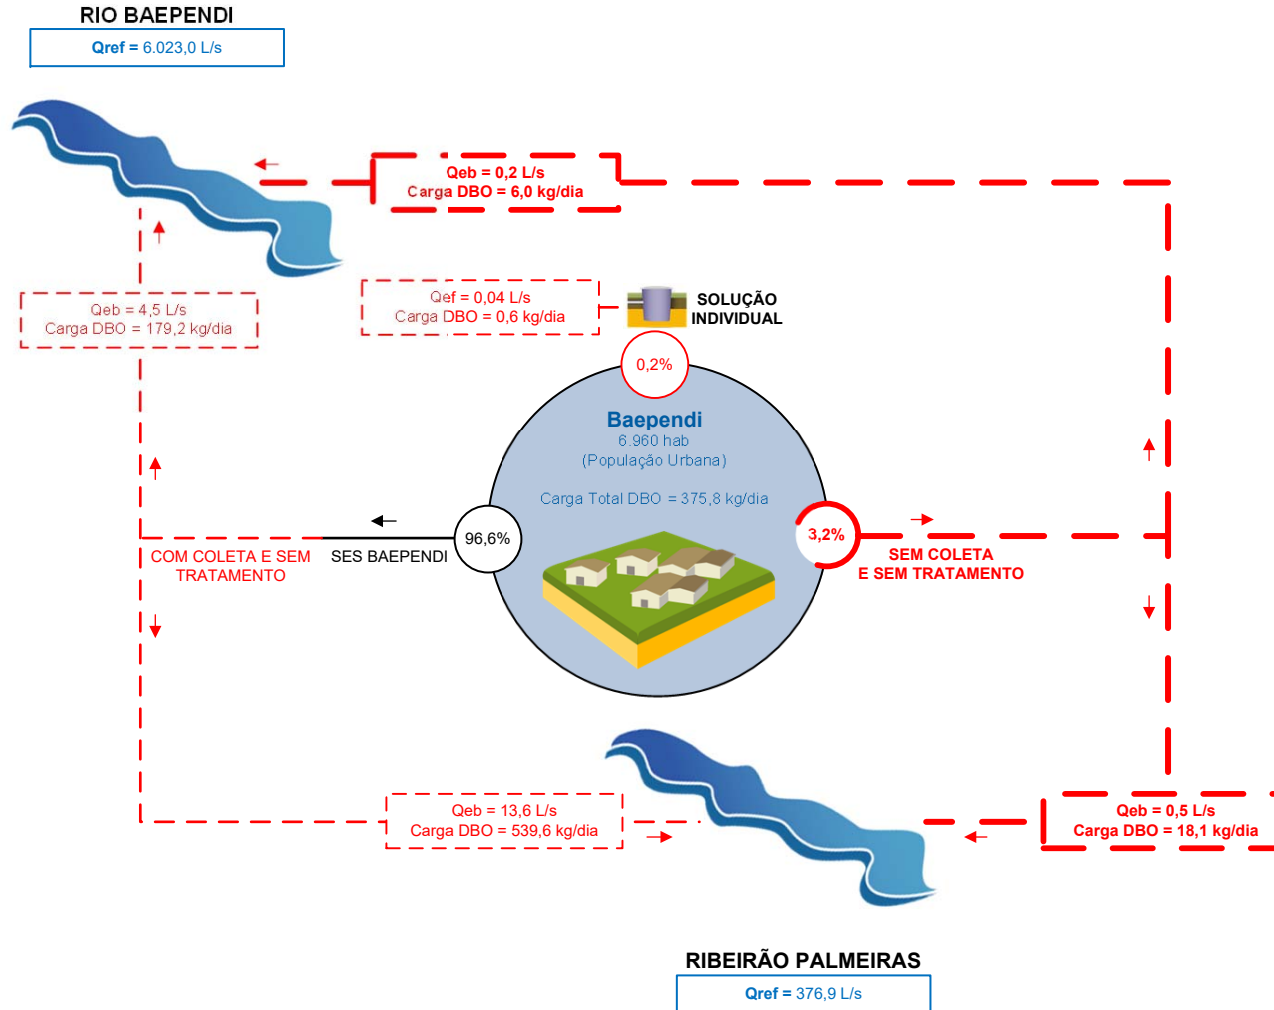 RIO BAEPENDI
Qref = 6.023,0 L/s
Qeb = 0,2 L/s
Carga DBO = 6,0 kg/dia
Qeb = 4,5 L/s
Carga DBO = 179,2 kg/dia
Qef = 0,04 L/s
Carga DBO = 0,6 kg/dia
SOLUÇÃO
INDIVIDUAL
0,2%
Baependi
6.960 hab
(População Urbana)
Carga Total DBO = 375,8 kg/dia
96,6%
SES BAEPENDI
COM COLETA E SEM
TRATAMENTO
3,2%
SEM COLETA
E SEM TRATAMENTO
Qeb = 13,6 L/s
Carga DBO = 539,6 kg/dia
Qeb = 0,5 L/s
Carga DBO = 18,1 kg/dia
RIBEIRÃO PALMEIRAS
Qref = 376,9 L/s